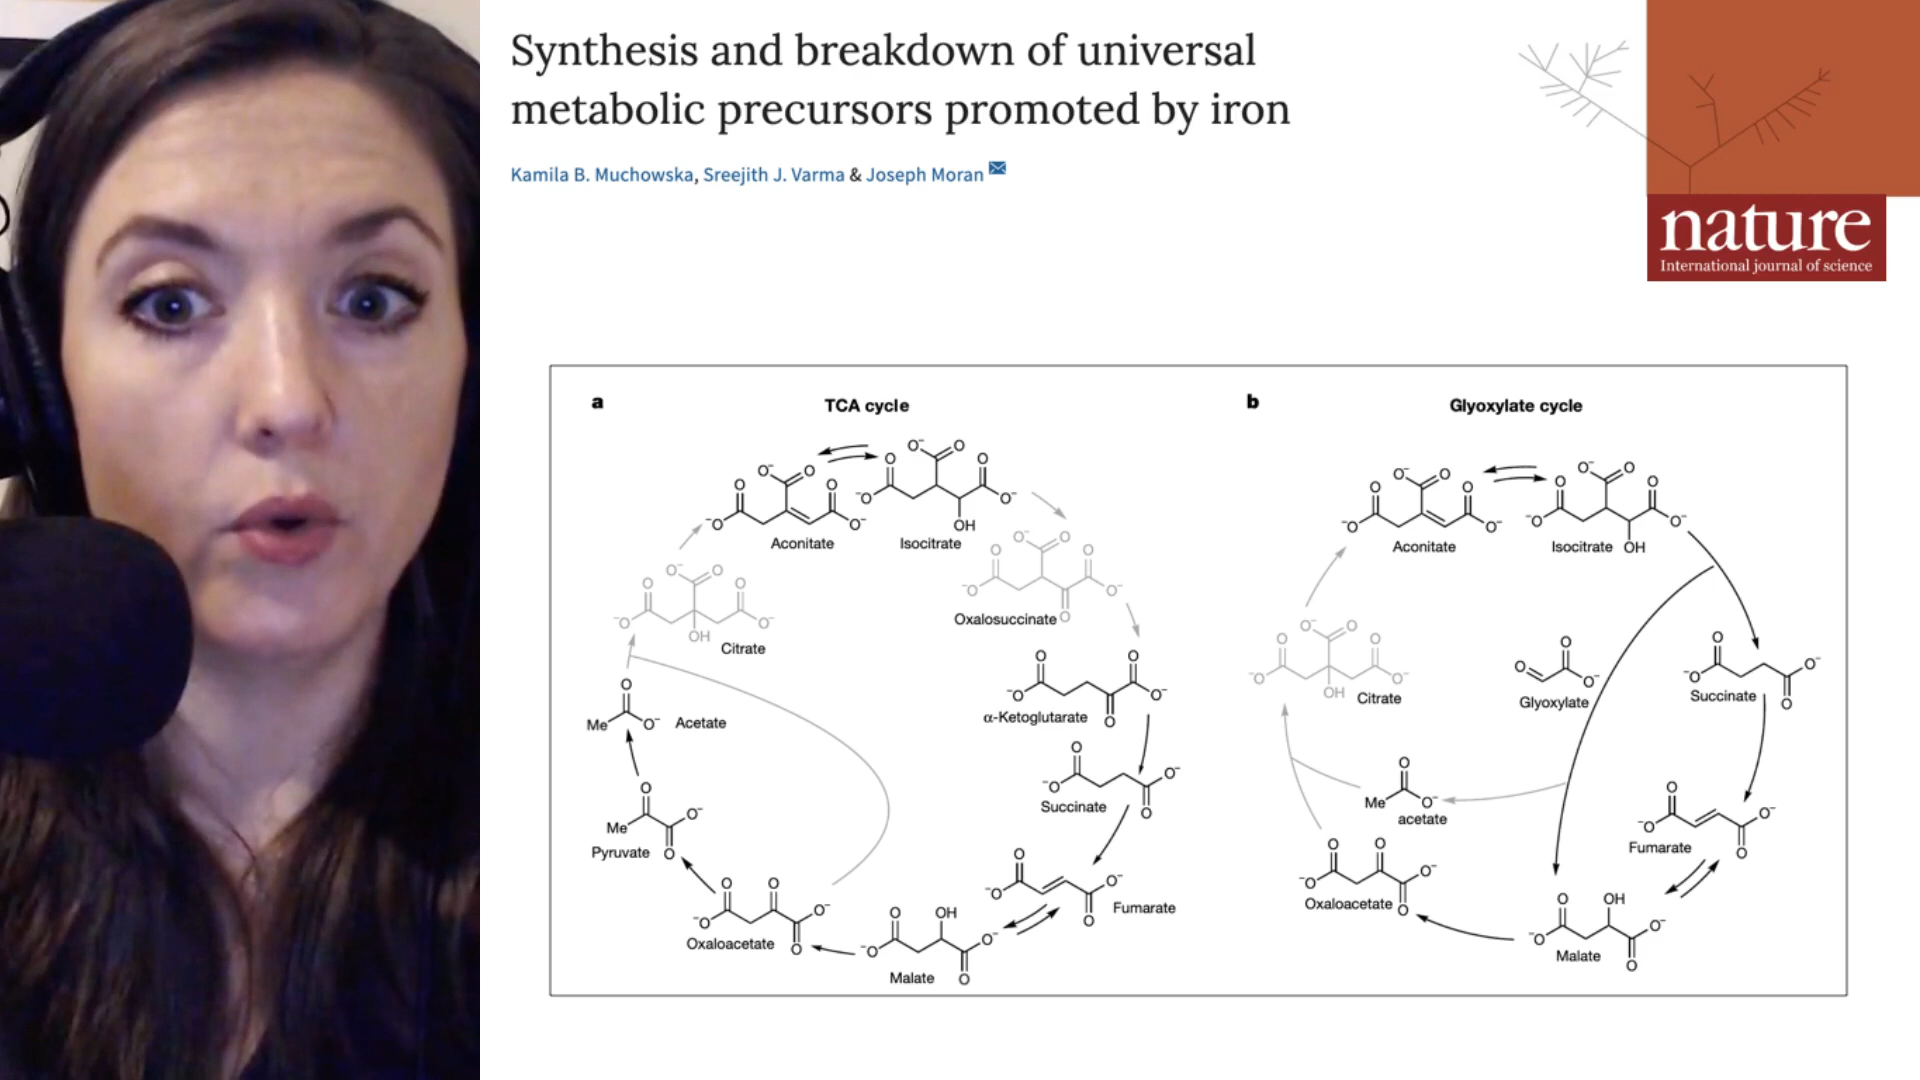 Synthesis and breakdown of universal
metabolic precursors promoted by iron
Kamila B. Muchowska, Sreejith J. Varma & Joseph Moran
nature
International journal of science
a
TCA cycle
O⁻ O O O ⁻O O⁻
Aconitate
O⁻ O O O ⁻O O⁻ OH
Isocitrate
O⁻ O O O ⁻O O⁻ O
Oxalosuccinate
O⁻ O O O ⁻O O⁻ OH
Citrate
O O ⁻O O⁻ O
α-Ketoglutarate
O Me O⁻
Acetate
O ⁻O O⁻ O
Succinate
O O⁻ Me O
Pyruvate
O ⁻O O⁻ O
Fumarate
O O ⁻O O⁻ O
Oxaloacetate
O OH ⁻O O⁻ O
Malate
b
Glyoxylate cycle
O⁻ O O O ⁻O O⁻
Aconitate
O⁻ O O O ⁻O O⁻ OH
Isocitrate
O⁻ O O O ⁻O O⁻ OH
Citrate
O O O⁻
Glyoxylate
O ⁻O O⁻ O
Succinate
O Me O⁻
acetate
O ⁻O O⁻ O
Fumarate
O O ⁻O O⁻ O
Oxaloacetate
O OH ⁻O O⁻ O
Malate